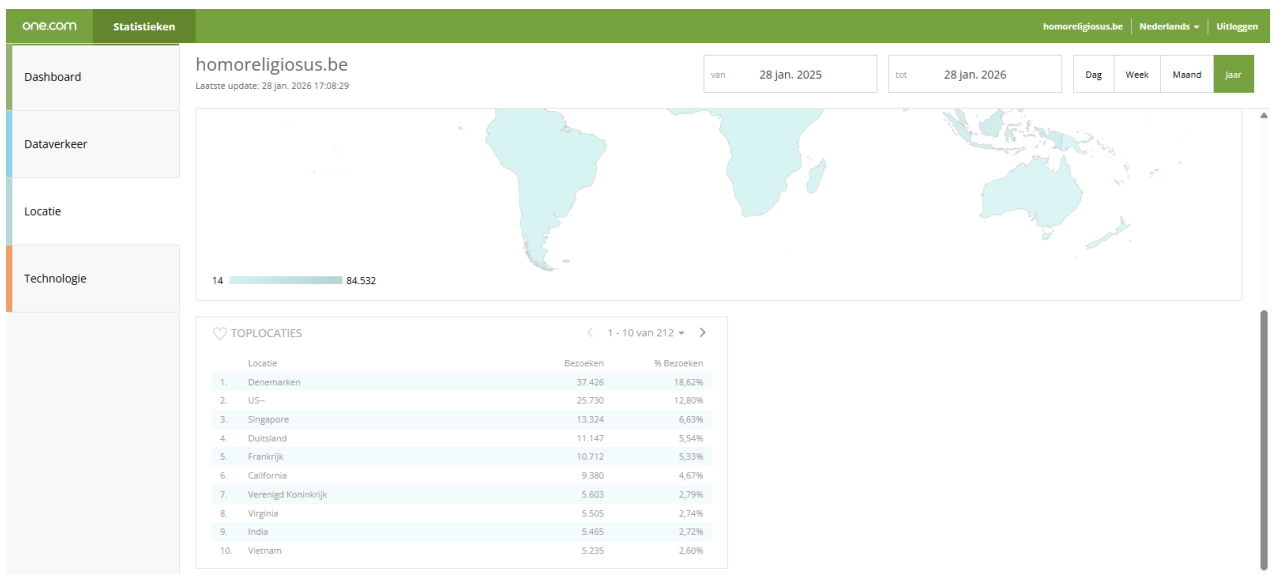 one.com Statistieken homoreligiosus.be Nederlands Uitloggen
Dashboard
Dataverkeer
Locatie
Technologie
homoreligiosus.be
Laatste update: 28 jan. 2026 17:08:29
van 28 jan. 2025 tot 28 jan. 2026 Dag Week Maand Jaar
14 84.532
TOPLOCATIES 1 - 10 van 212
Locatie Bezoeken % Bezoeken
1. Denemarken 37.426 18,62%
2. US-- 25.730 12,80%
3. Singapore 13.324 6,63%
4. Duitsland 11.147 5,54%
5. Frankrijk 10.712 5,33%
6. California 9.380 4,67%
7. Verenigd Koninkrijk 5.603 2,79%
8. Virginia 5.505 2,74%
9. India 5.465 2,72%
10. Vietnam 5.235 2,60%